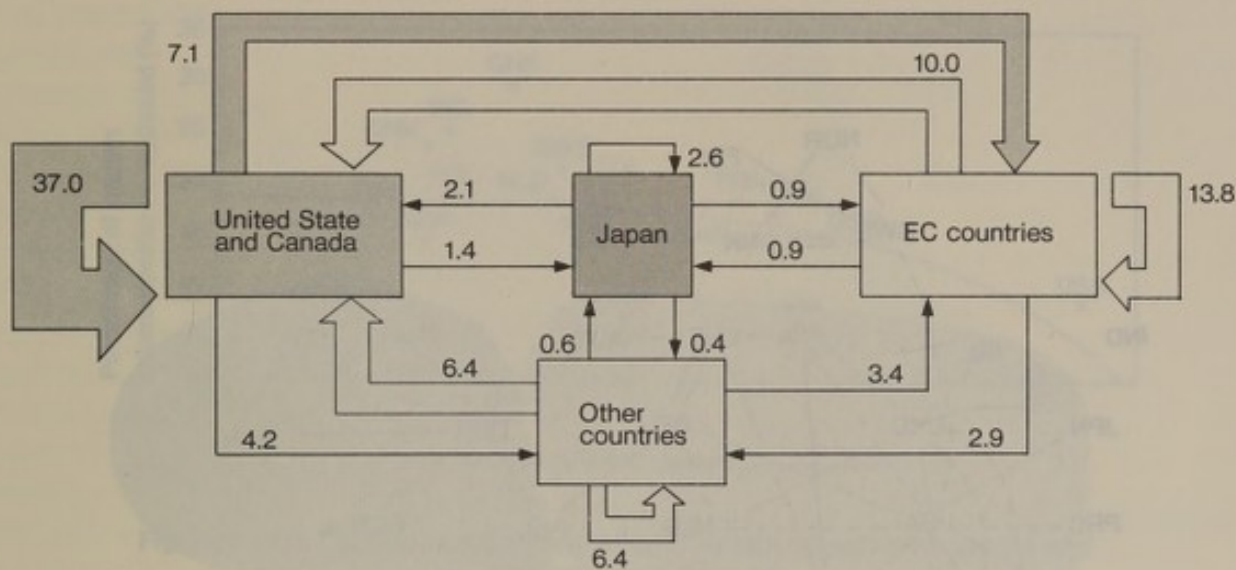 7.1
10.0
37.0
2.6
13.8
United State
and Canada
2.1
Japan
0.9
EC countries
1.4
0.9
0.6
0.4
6.4
3.4
Other
countries
4.2
2.9
6.4